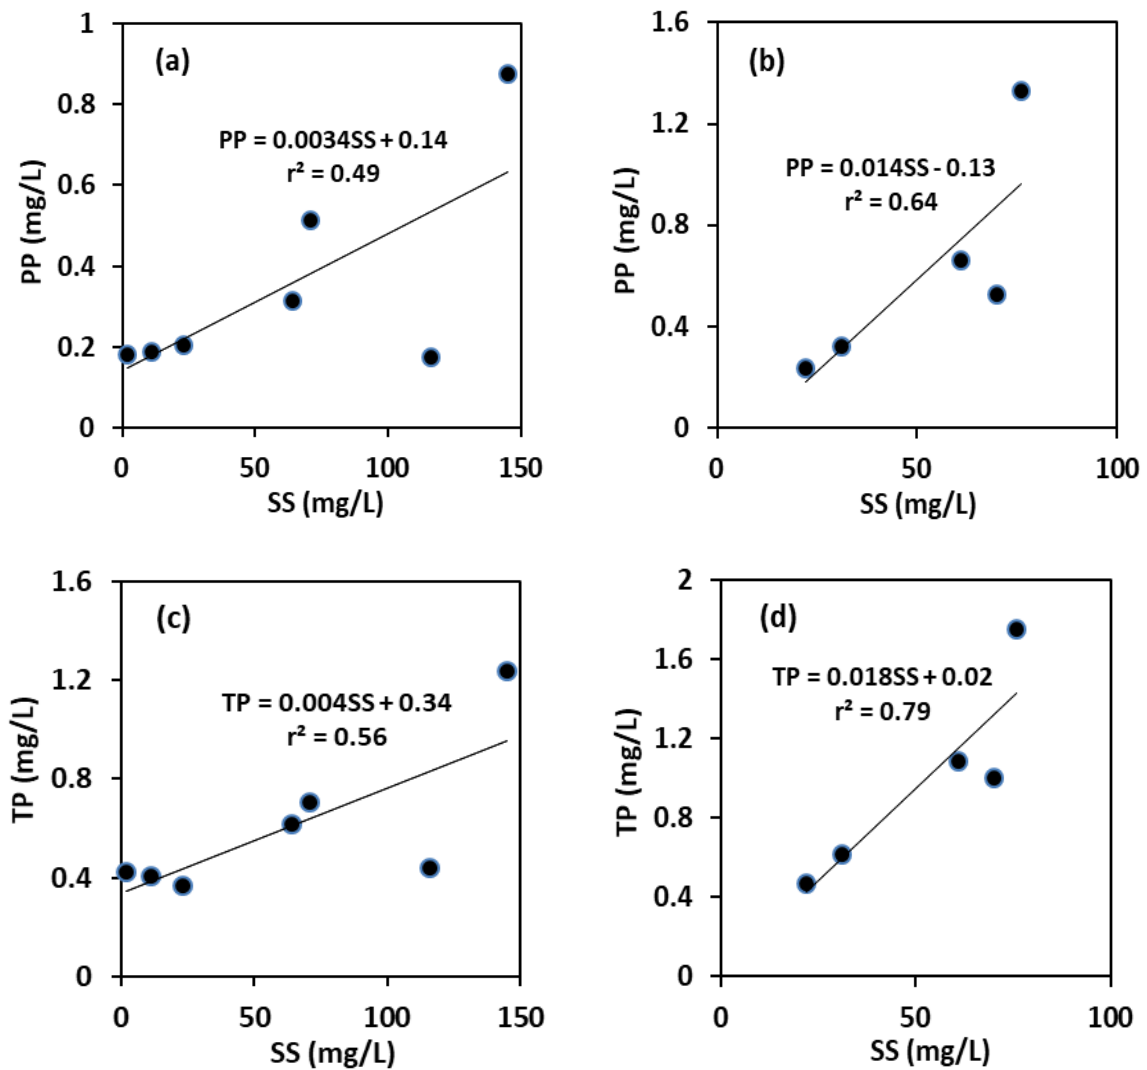 (a)
PP = 0.0034SS + 0.14
r² = 0.49
1
0.8
0.6
0.4
0.2
0
PP (mg/L)
0 50 100 150
SS (mg/L)
(b)
PP = 0.014SS - 0.13
r² = 0.64
1.6
1.2
0.8
0.4
0
PP (mg/L)
0 50 100
SS (mg/L)
(c)
TP = 0.004SS + 0.34
r² = 0.56
1.6
1.2
0.8
0.4
0
TP (mg/L)
0 50 100 150
SS (mg/L)
(d)
TP = 0.018SS + 0.02
r² = 0.79
2
1.6
1.2
0.8
0.4
0
TP (mg/L)
0 50 100
SS (mg/L)